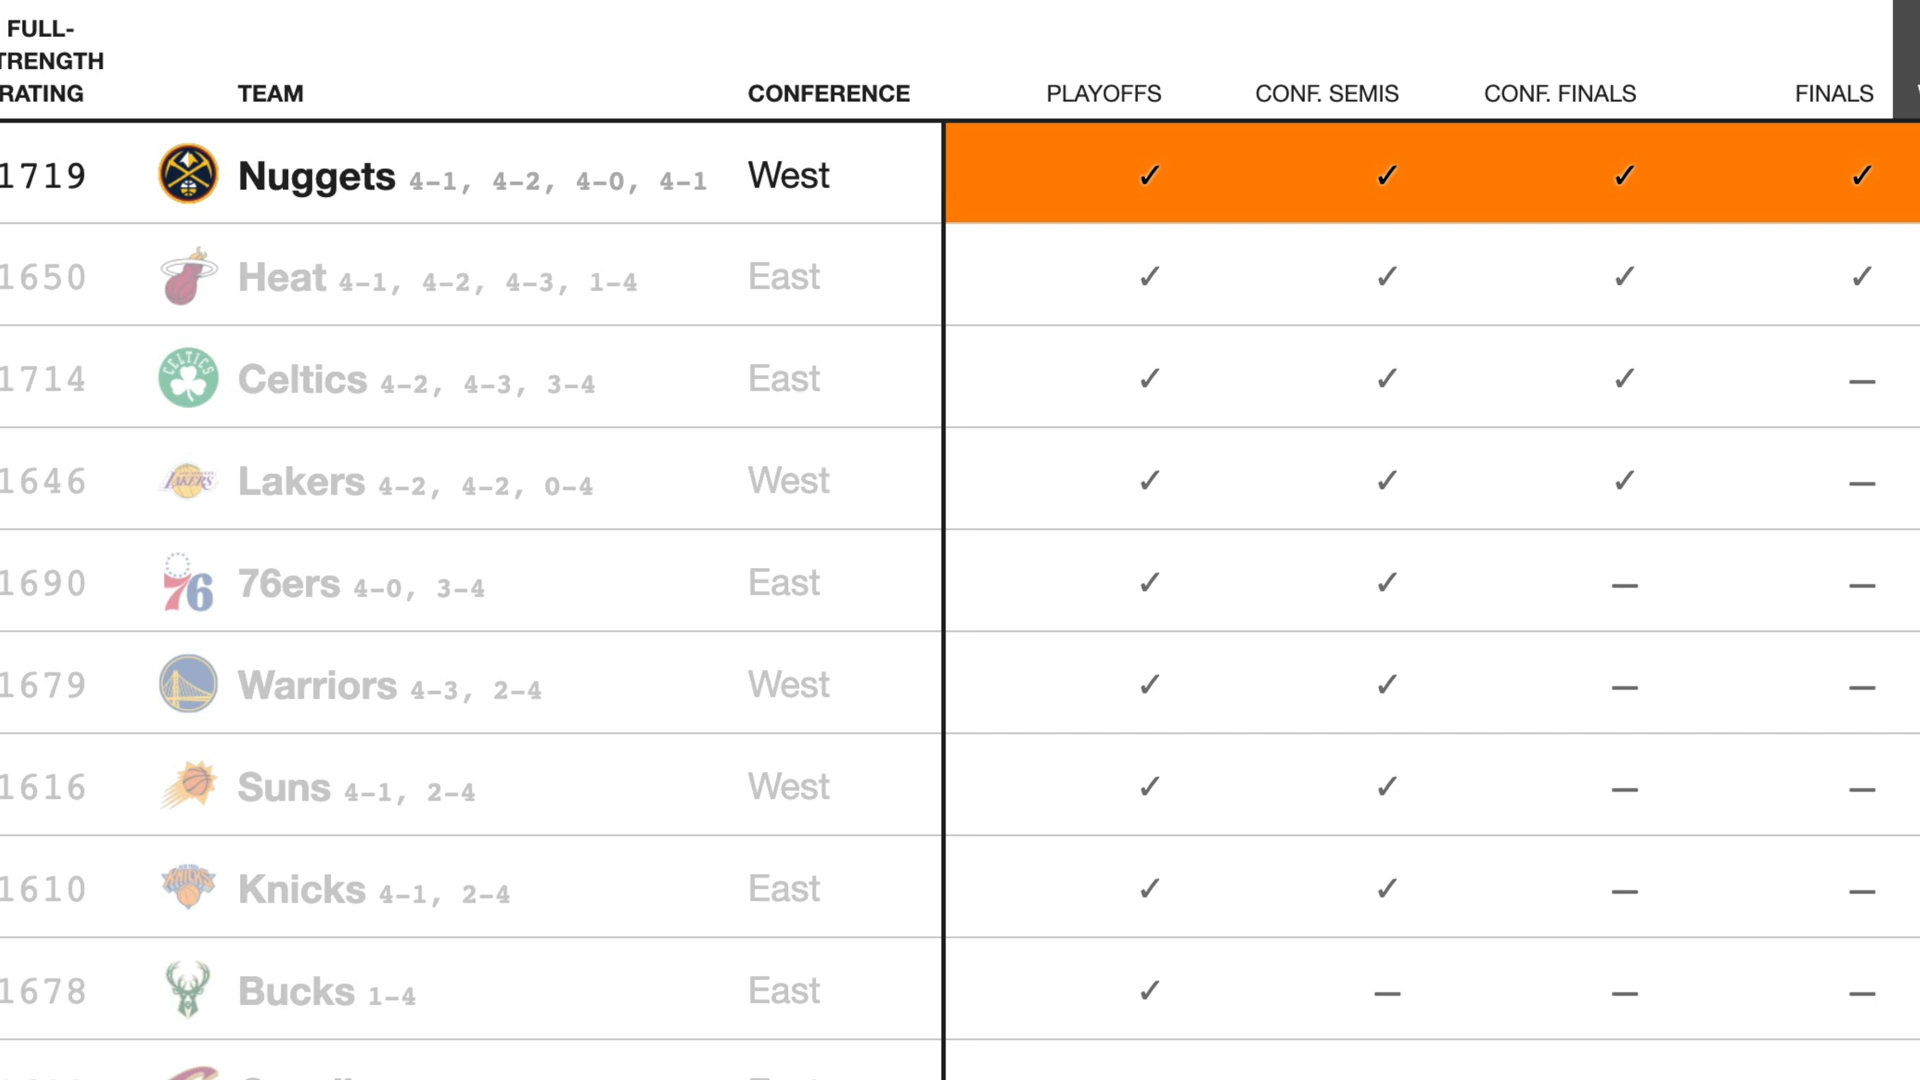 FULL-
TRENGTH
RATING TEAM CONFERENCE PLAYOFFS CONF. SEMIS CONF. FINALS FINALS
1719 Nuggets 4-1, 4-2, 4-0, 4-1 West ✓ ✓ ✓ ✓
1650 Heat 4-1, 4-2, 4-3, 1-4 East ✓ ✓ ✓ ✓
1714 CELTICS Celtics 4-2, 4-3, 3-4 East ✓ ✓ ✓ —
1646 LAKERS Lakers 4-2, 4-2, 0-4 West ✓ ✓ ✓ —
1690 76 76ers 4-0, 3-4 East ✓ ✓ — —
1679 Warriors 4-3, 2-4 West ✓ ✓ — —
1616 Suns 4-1, 2-4 West ✓ ✓ — —
1610 KNICKS Knicks 4-1, 2-4 East ✓ ✓ — —
1678 Bucks 1-4 East ✓ — — —